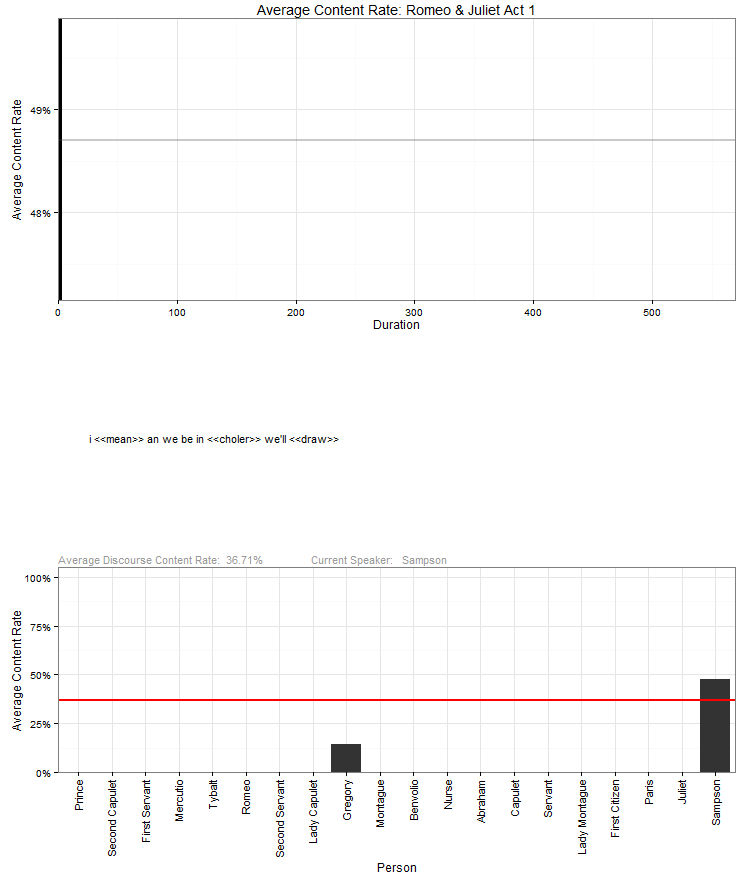 Average Content Rate: Romeo & Juliet Act 1
Average Content Rate
49%
48%
0 100 200 300 400 500
Duration
i <<mean>> an we be in <<choler>> we'll <<draw>>
Average Discourse Content Rate: 36.71% Current Speaker: Sampson
Average Content Rate
100%
75%
50%
25%
0%
Prince
Second Capulet
First Servant
Mercutio
Tybalt
Romeo
Second Servant
Lady Capulet
Gregory
Montague
Benvolio
Nurse
Abraham
Capulet
Servant
Lady Montague
First Citizen
Paris
Juliet
Sampson
Person